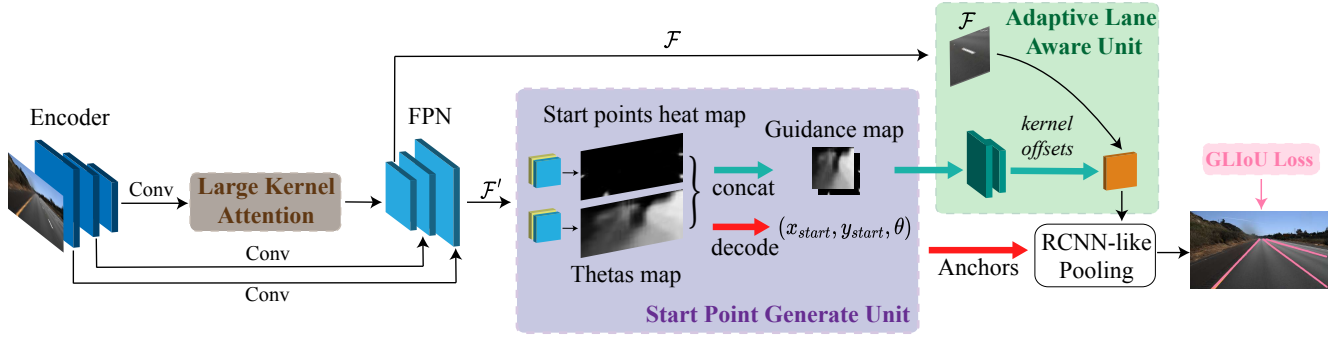 Encoder
Conv
Large Kernel
Attention
Conv
Conv
FPN
ℱ
ℱ′
Start points heat map
Thetas map
concat
decode
Guidance map
(x_start, y_start, θ)
Start Point Generate Unit
Adaptive Lane
Aware Unit
ℱ
kernel
offsets
Anchors
RCNN-like
Pooling
GLIoU Loss